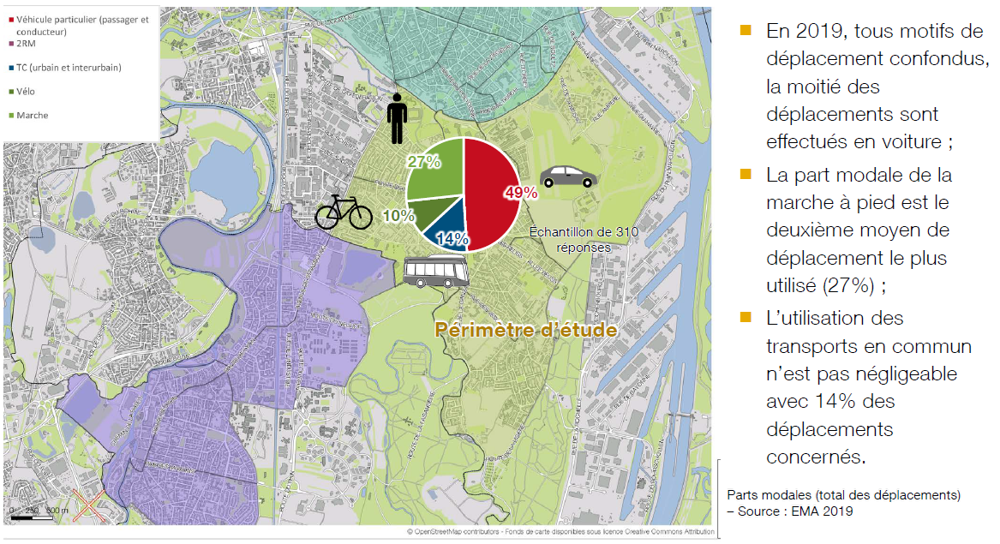 Véhicule particulier (passager et
conducteur)
2RM
TC (urbain et interurbain)
Vélo
Marche
27%
49%
10%
14%
Échantillon de 310
réponses
Périmètre d'étude
0 250 500 m
© OpenStreetMap contributors - Fonds de carte disponibles sous licence Creative Commons Attribution
En 2019, tous motifs de
déplacement confondus,
la moitié des
déplacements sont
effectués en voiture ;
La part modale de la
marche à pied est le
deuxième moyen de
déplacement le plus
utilisé (27%) ;
L'utilisation des
transports en commun
n'est pas négligeable
avec 14% des
déplacements
concernés.
Parts modales (total des déplacements)
– Source : EMA 2019